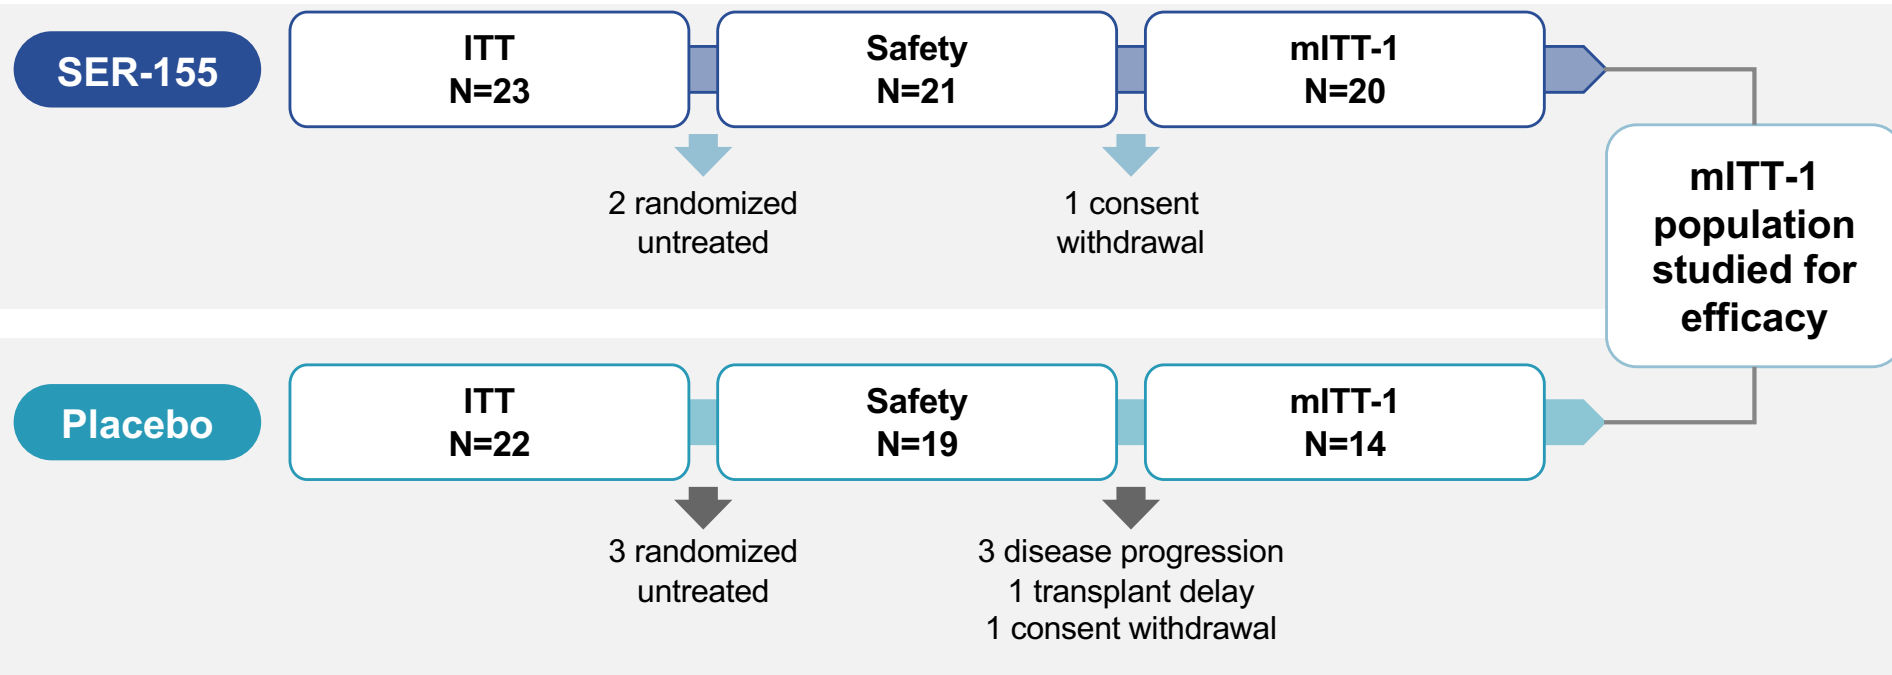 SER-155
ITT
N=23
Safety
N=21
mITT-1
N=20
2 randomized
untreated
1 consent
withdrawal
mITT-1
population
studied for
efficacy
Placebo
ITT
N=22
Safety
N=19
mITT-1
N=14
3 randomized
untreated
3 disease progression
1 transplant delay
1 consent withdrawal